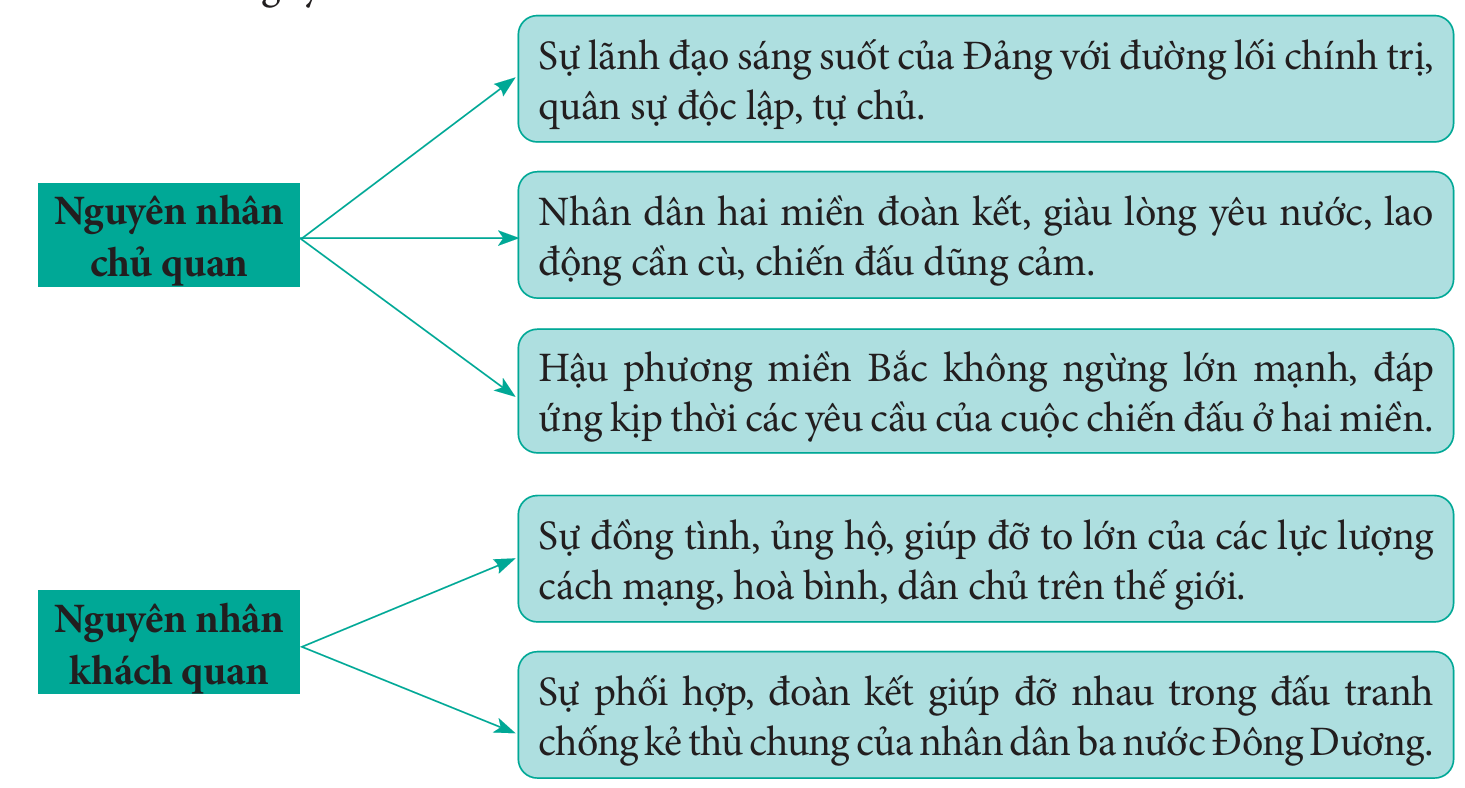 Sự lãnh đạo sáng suốt của Đảng với đường lối chính trị,
quân sự độc lập, tự chủ.
Nguyên nhân
chủ quan
Nhân dân hai miền đoàn kết, giàu lòng yêu nước, lao
động cần cù, chiến đấu dũng cảm.
Hậu phương miền Bắc không ngừng lớn mạnh, đáp
ứng kịp thời các yêu cầu của cuộc chiến đấu ở hai miền.
Sự đồng tình, ủng hộ, giúp đỡ to lớn của các lực lượng
cách mạng, hoà bình, dân chủ trên thế giới.
Nguyên nhân
khách quan
Sự phối hợp, đoàn kết giúp đỡ nhau trong đấu tranh
chống kẻ thù chung của nhân dân ba nước Đông Dương.